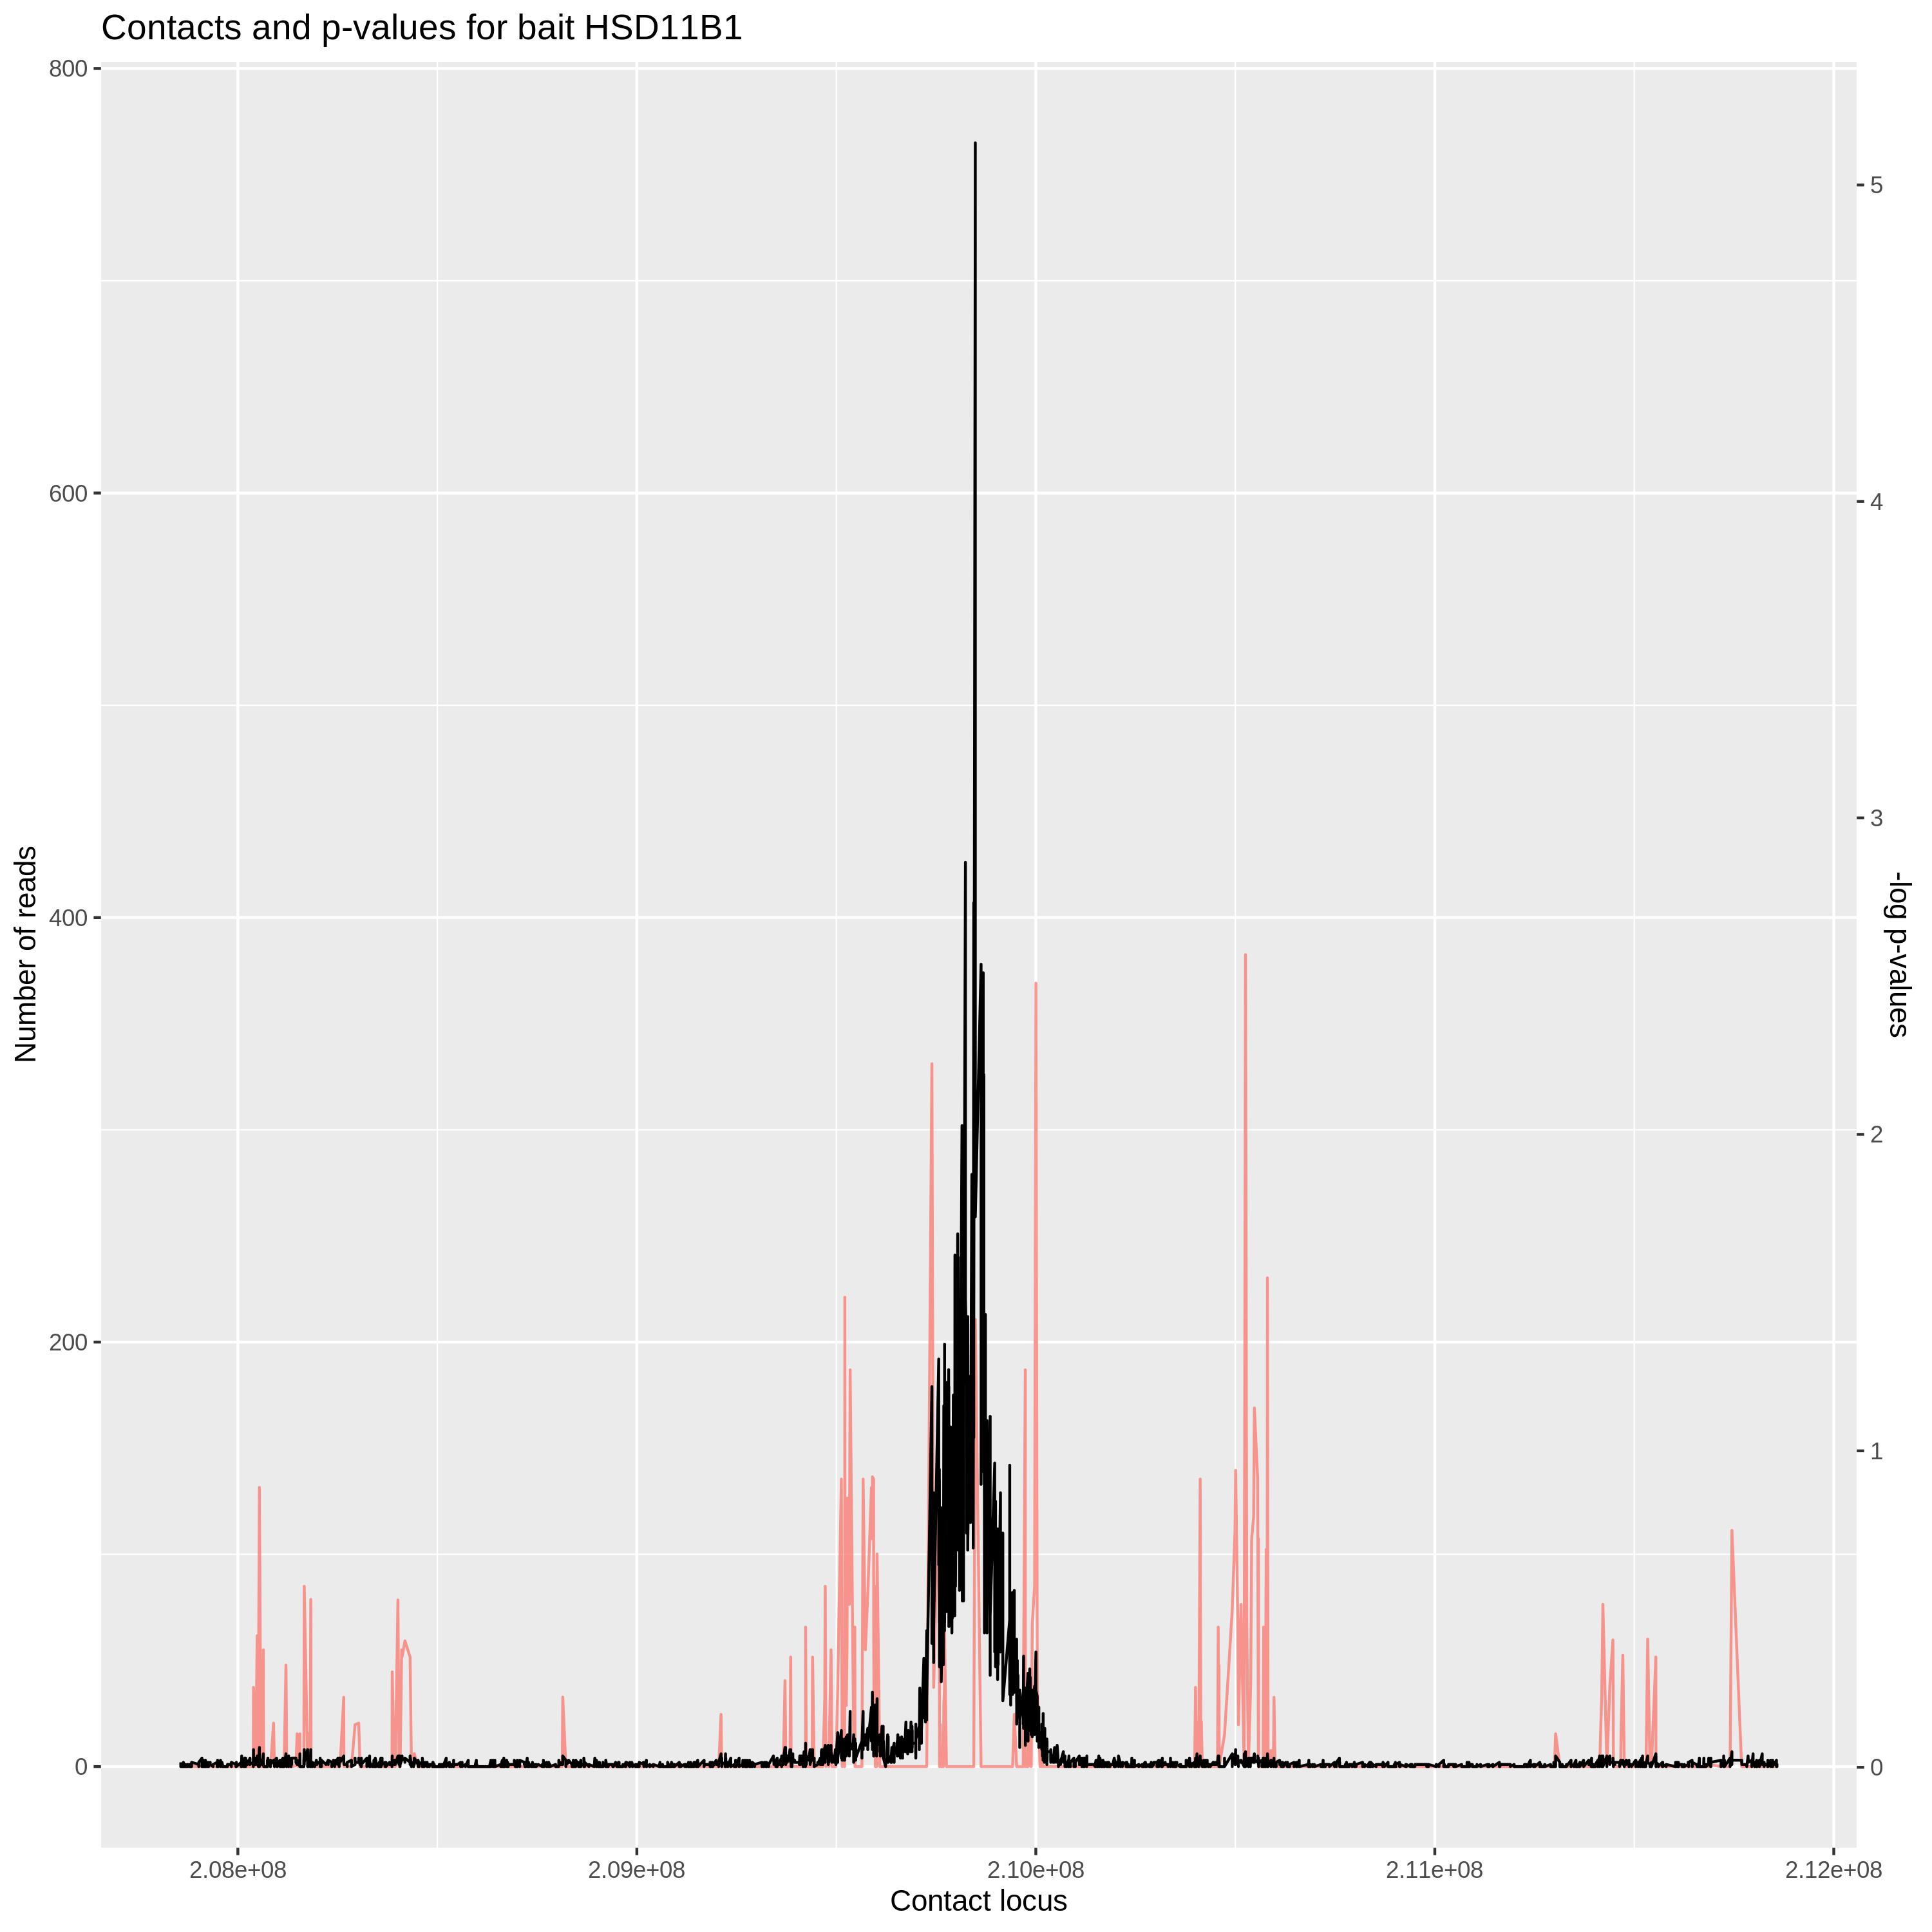 Contacts and p-values for bait HSD11B1
800
600
400
200
0
Number of reads
5
4
3
2
1
0
-log p-values
2.08e+08
2.09e+08
2.10e+08
2.11e+08
2.12e+08
Contact locus